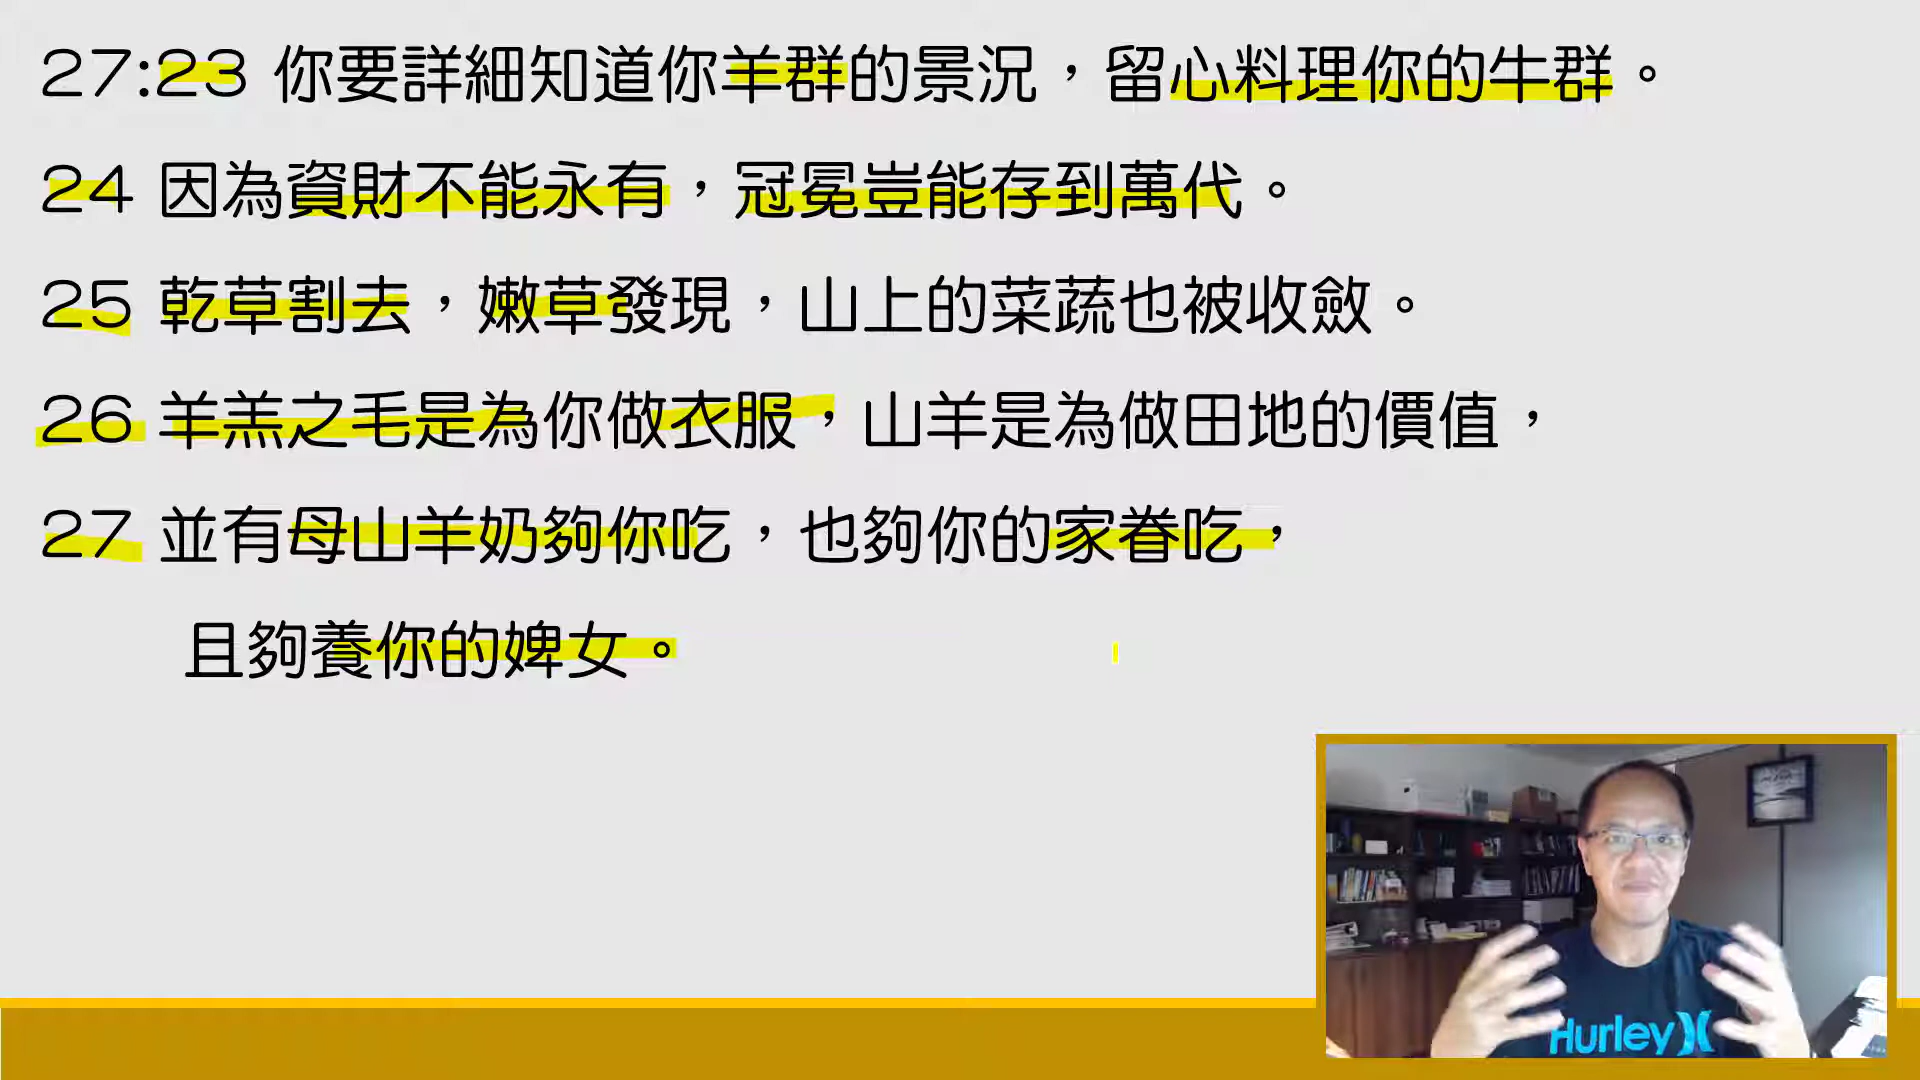 27:23 你要詳細知道你羊群的景況，留心料理你的牛群。
24 因為資財不能永有，冠冕豈能存到萬代。
25 乾草割去，嫩草發現，山上的菜蔬也被收斂。
26 羊羔之毛是為你做衣服，山羊是為做田地的價值，
27 並有母山羊奶夠你吃，也夠你的家眷吃，
且夠養你的婢女。
Hurley